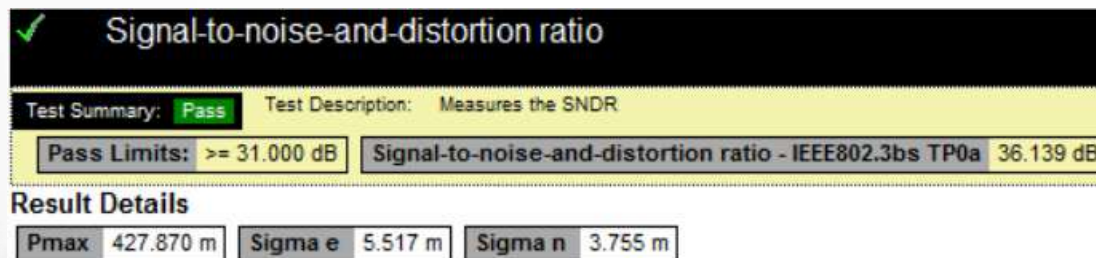 Signal-to-noise-and-distortion ratio
Test Summary: Pass Test Description: Measures the SNDR
Pass Limits: >= 31.000 dB Signal-to-noise-and-distortion ratio - IEEE802.3bs TP0a 36.139 dB
Result Details
Pmax 427.870 m Sigma e 5.517 m Sigma n 3.755 m